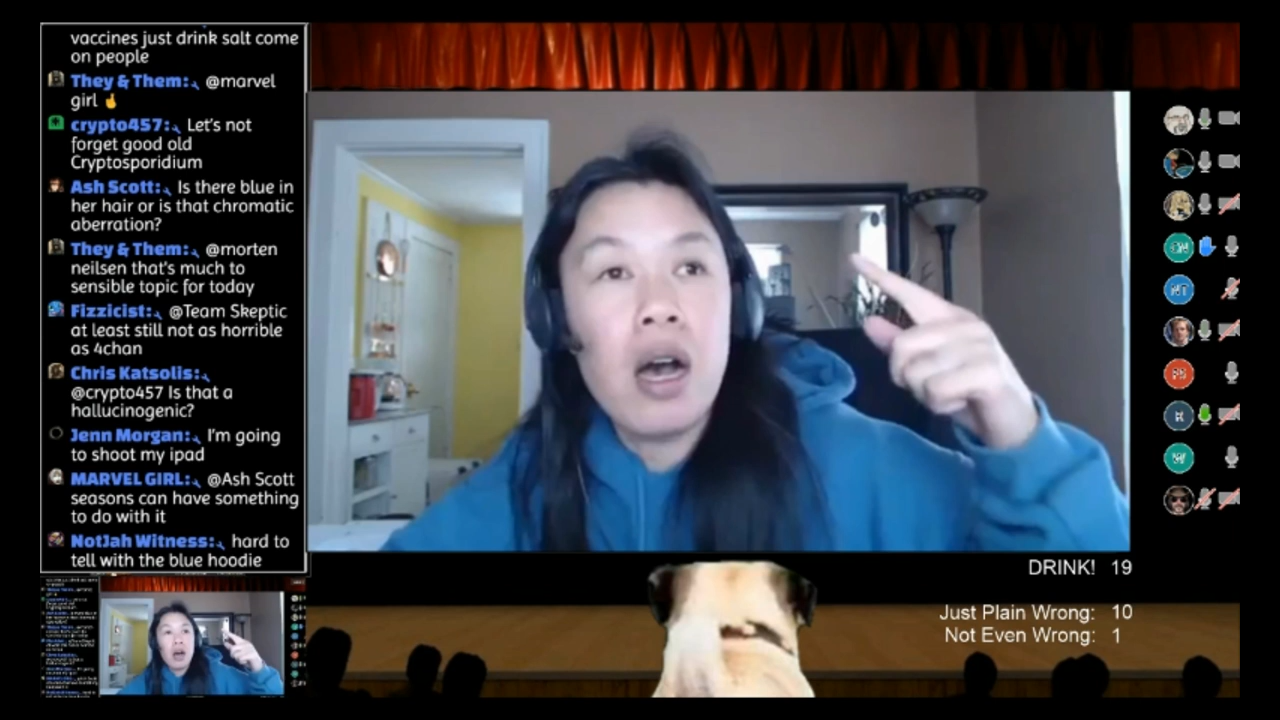 vaccines just drink salt come
on people
They & Them: @marvel
girl
crypto457: Let's not
forget good old
Cryptosporidium
Ash Scott: Is there blue in
her hair or is that chromatic
aberration?
They & Them: @morten
neilsen that's much to
sensible topic for today
Fizzicist: @Team Skeptic
at least still not as horrible
as 4chan
Chris Katsolis:
@crypto457 Is that a
hallucinogenic?
Jenn Morgan: I'm going
to shoot my ipad
MARVEL GIRL: @Ash Scott
seasons can have something
to do with it
NotJah Witness: hard to
tell with the blue hoodie
DRINK! 19
Just Plain Wrong: 10
Not Even Wrong: 1